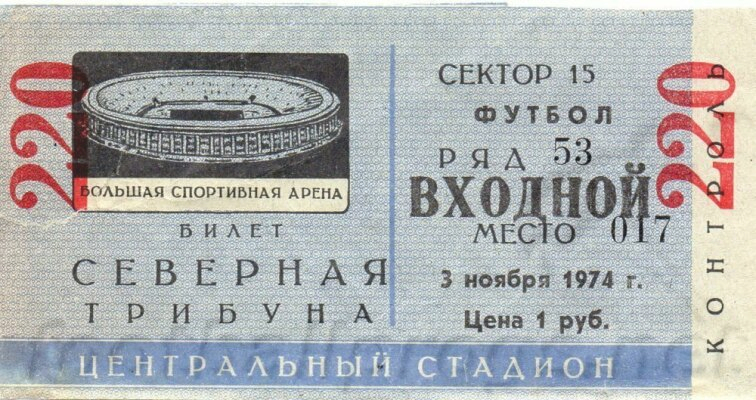 220
БОЛЬШАЯ СПОРТИВНАЯ АРЕНА
БИЛЕТ
СЕВЕРНАЯ
ТРИБУНА
СЕКТОР 15
ФУТБОЛ
РЯД 53
ВХОДНОЙ
МЕСТО 017
3 ноября 1974 г.
Цена 1 руб.
220
КОНТРОЛЬ
ЦЕНТРАЛЬНЫЙ СТАДИОН